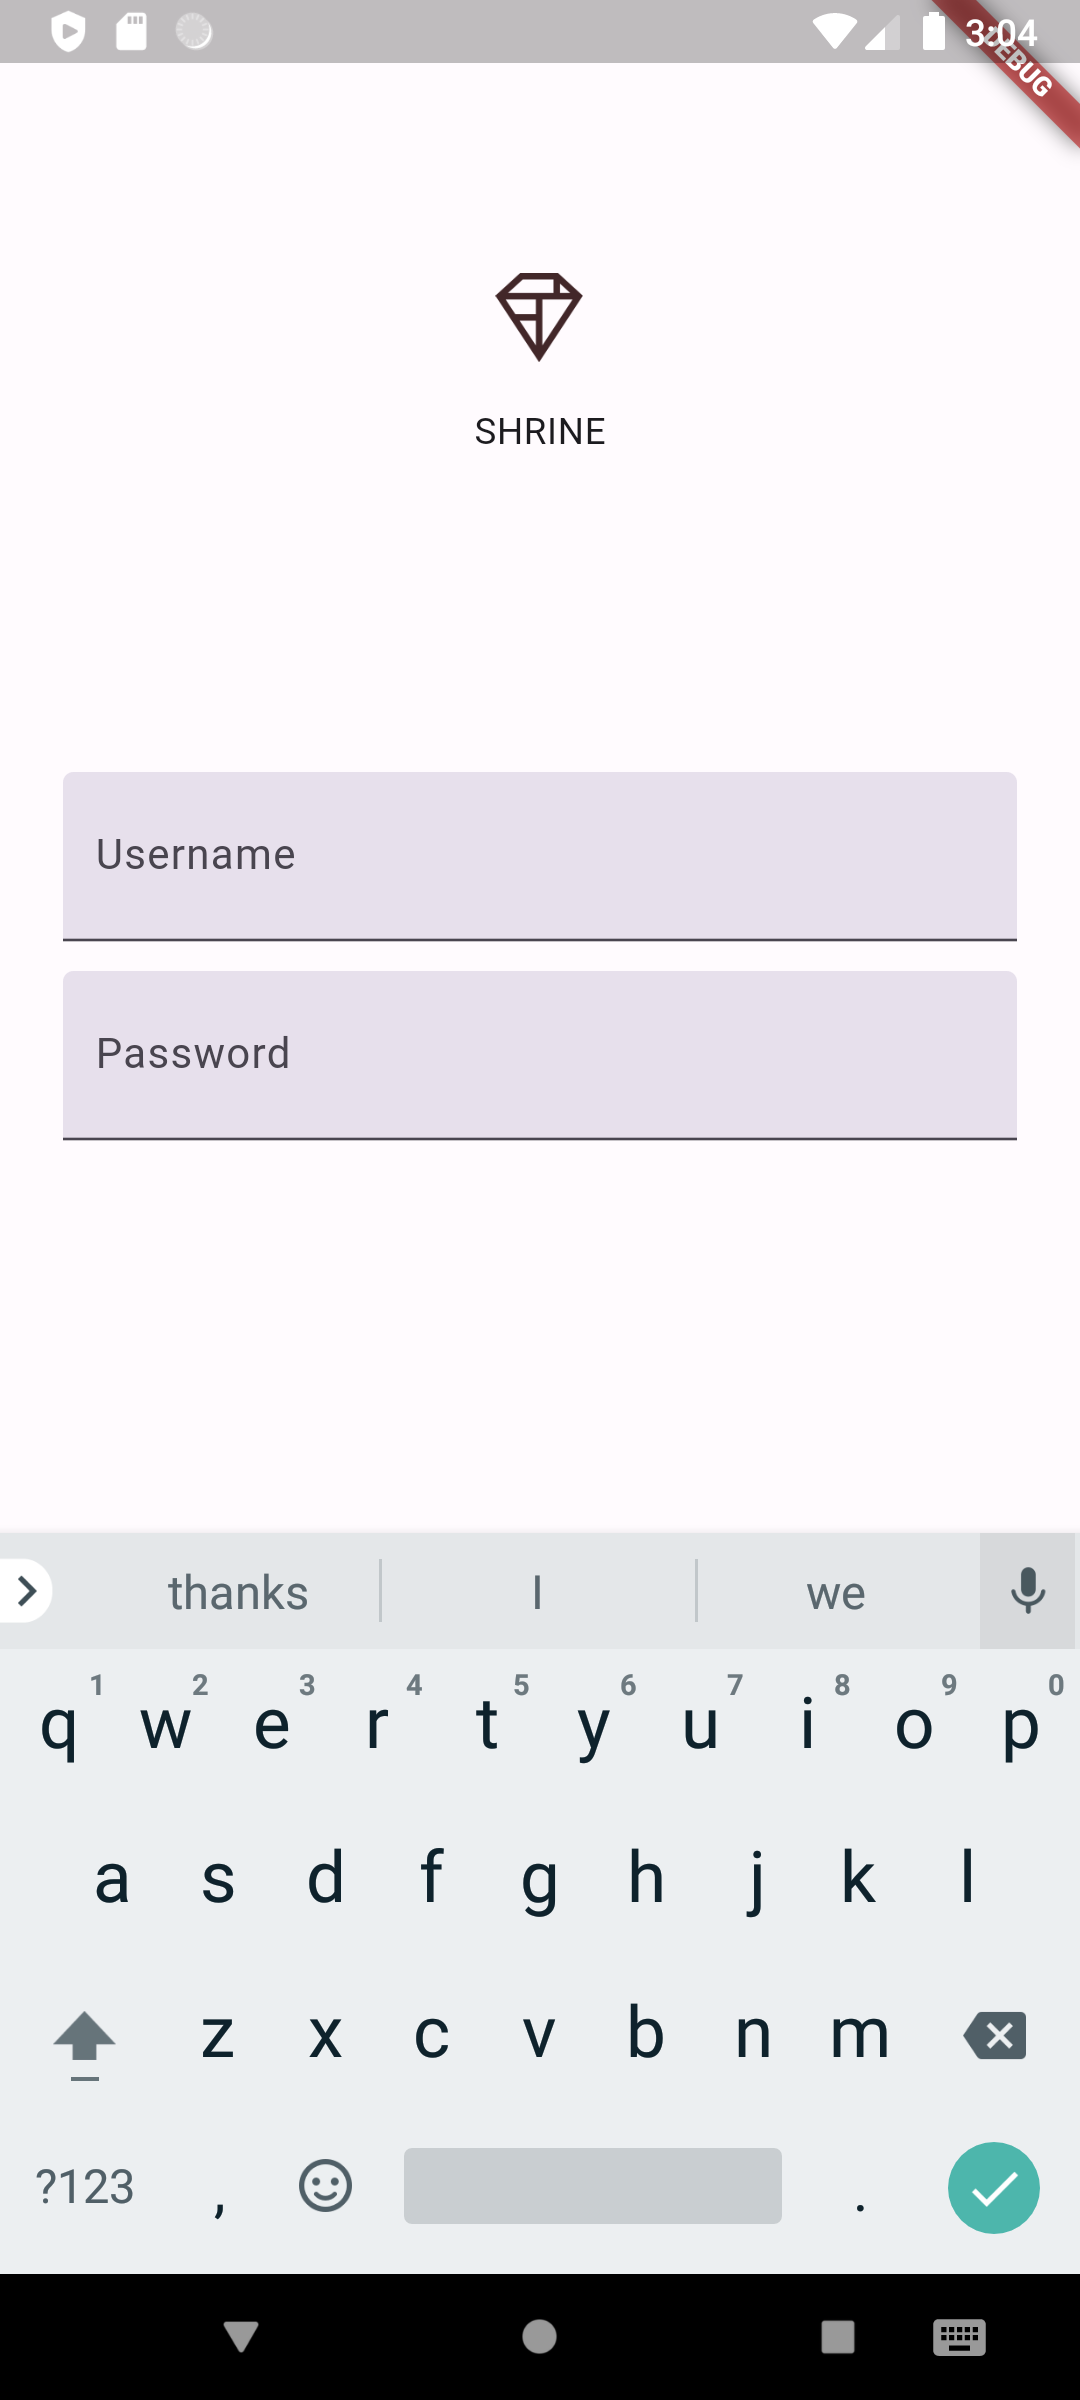 3:04
DEBUG
SHRINE
Username
Password
thanks I we
1 2 3 4 5 6 7 8 9 0
q w e r t y u i o p
a s d f g h j k l
z x c v b n m
?123 , .